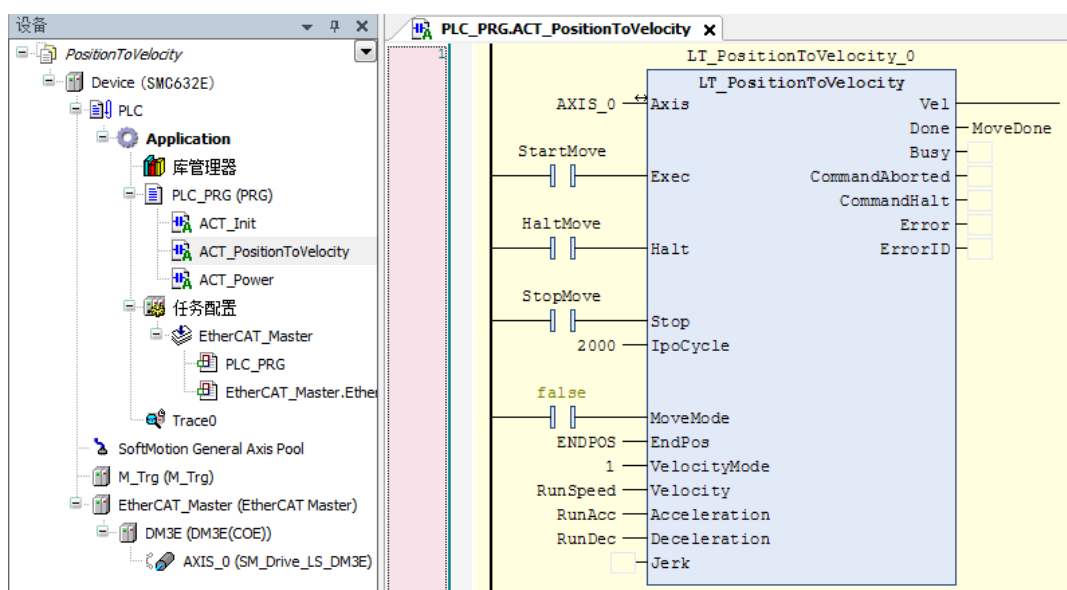 设备
PositionToVelocity
Device (SMC632E)
PLC
Application
库管理器
PLC_PRG (PRG)
ACT_Init
ACT_PositionToVelocity
ACT_Power
任务配置
EtherCAT_Master
PLC_PRG
EtherCAT_Master.Ether
Trace0
SoftMotion General Axis Pool
M_Trg (M_Trg)
EtherCAT_Master (EtherCAT Master)
DM3E (DM3E(COE))
AXIS_0 (SM_Drive_LS_DM3E)
PLC_PRG.ACT_PositionToVelocity
1
LT_PositionToVelocity_0
LT_PositionToVelocity
AXIS_0 Axis Vel
Done MoveDone
StartMove Busy
Exec CommandAborted
CommandHalt
HaltMove Error
Halt ErrorID
StopMove
Stop
2000 IpoCycle
false
MoveMode
ENDPOS EndPos
1 VelocityMode
RunSpeed Velocity
RunAcc Acceleration
RunDec Deceleration
Jerk